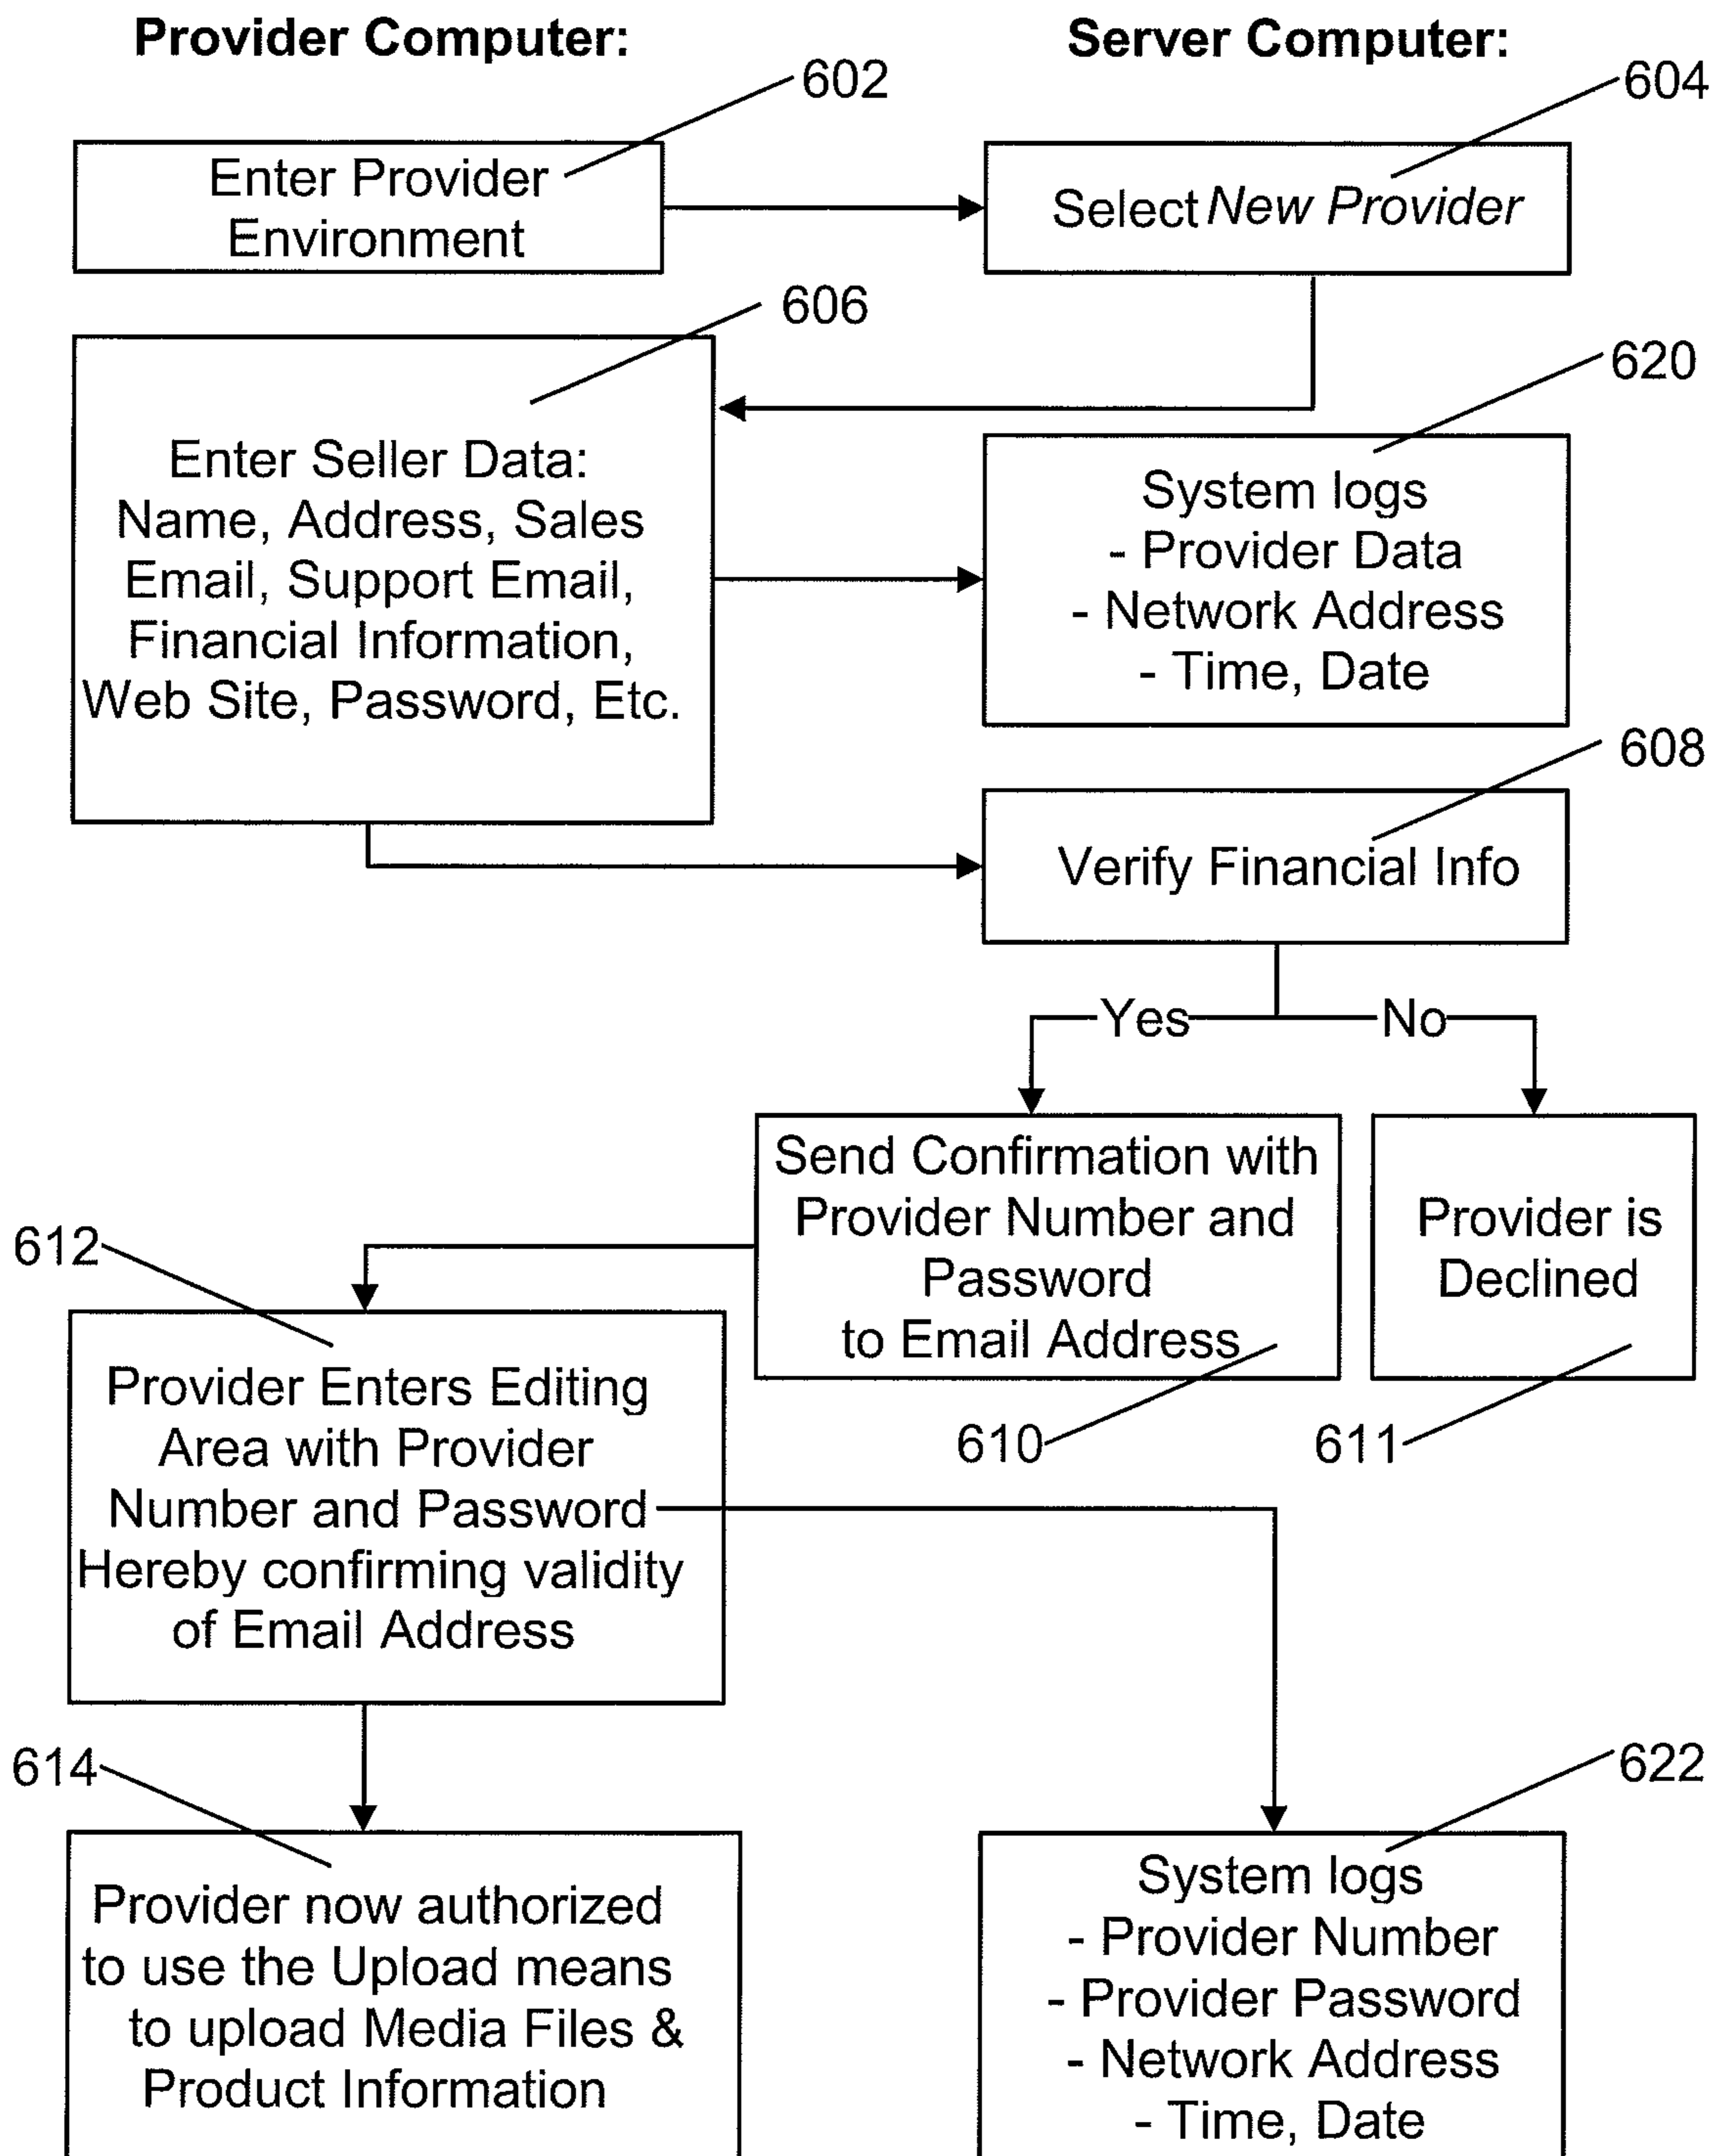 Provider Computer:
Server Computer:
602
604
Enter Provider
Environment
Select New Provider
606
620
Enter Seller Data:
Name, Address, Sales
Email, Support Email,
Financial Information,
Web Site, Password, Etc.
System logs
- Provider Data
- Network Address
- Time, Date
608
Verify Financial Info
Yes
No
Send Confirmation with
Provider Number and
Password
to Email Address
Provider is
Declined
612
610
611
Provider Enters Editing
Area with Provider
Number and Password
Hereby confirming validity
of Email Address
614
622
Provider now authorized
to use the Upload means
to upload Media Files &
Product Information
System logs
- Provider Number
- Provider Password
- Network Address
- Time, Date